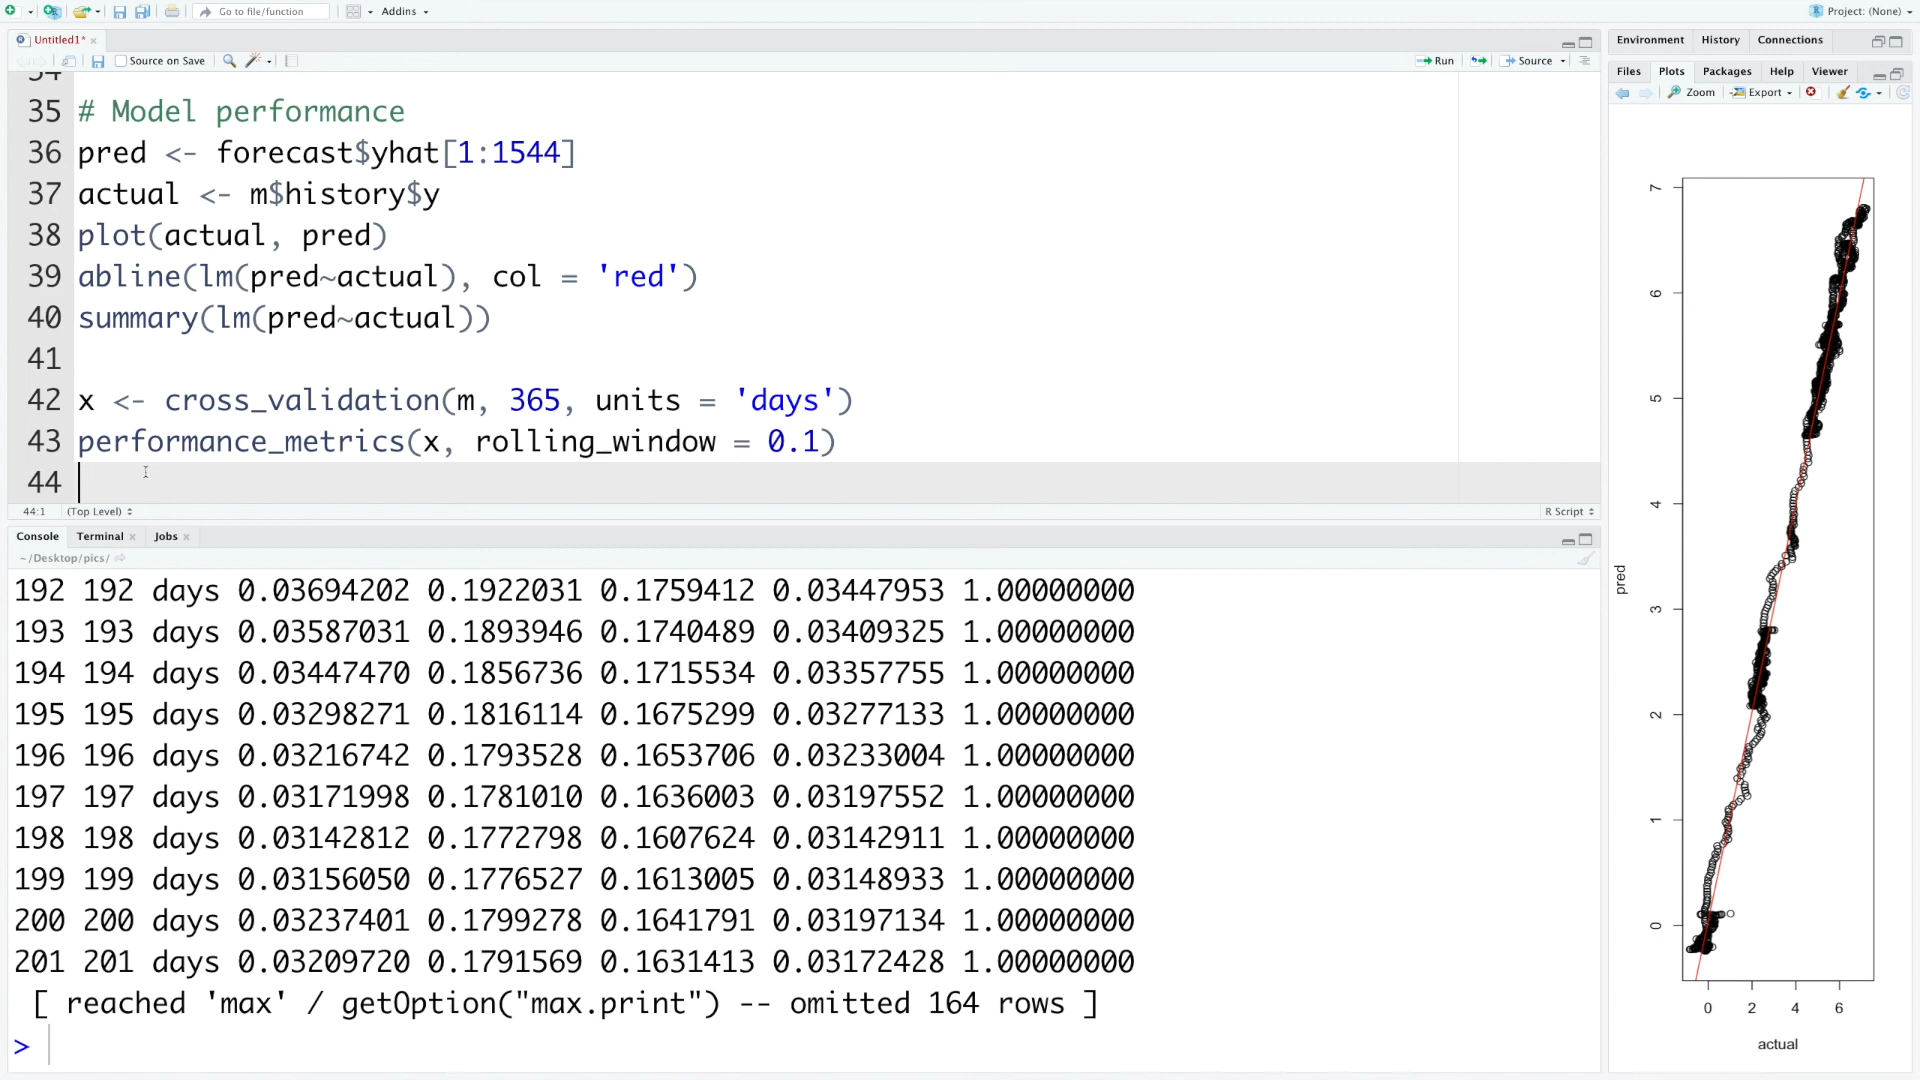 Go to file/function
Addins
Project: (None)
Untitled1*
Source on Save
Run
Source
34
35 # Model performance
36 pred <- forecast$yhat[1:1544]
37 actual <- m$history$y
38 plot(actual, pred)
39 abline(lm(pred~actual), col = 'red')
40 summary(lm(pred~actual))
41
42 x <- cross_validation(m, 365, units = 'days')
43 performance_metrics(x, rolling_window = 0.1)
44
44:1 (Top Level) R Script
Console Terminal Jobs
~/Desktop/pics/
192 192 days 0.03694202 0.1922031 0.1759412 0.03447953 1.00000000
193 193 days 0.03587031 0.1893946 0.1740489 0.03409325 1.00000000
194 194 days 0.03447470 0.1856736 0.1715534 0.03357755 1.00000000
195 195 days 0.03298271 0.1816114 0.1675299 0.03277133 1.00000000
196 196 days 0.03216742 0.1793528 0.1653706 0.03233004 1.00000000
197 197 days 0.03171998 0.1781010 0.1636003 0.03197552 1.00000000
198 198 days 0.03142812 0.1772798 0.1607624 0.03142911 1.00000000
199 199 days 0.03156050 0.1776527 0.1613005 0.03148933 1.00000000
200 200 days 0.03237401 0.1799278 0.1641791 0.03197134 1.00000000
201 201 days 0.03209720 0.1791569 0.1631413 0.03172428 1.00000000
[ reached 'max' / getOption("max.print") -- omitted 164 rows ]
>
Environment History Connections
Files Plots Packages Help Viewer
Zoom Export
7
6
5
4
3
2
1
0
pred
0 2 4 6
actual